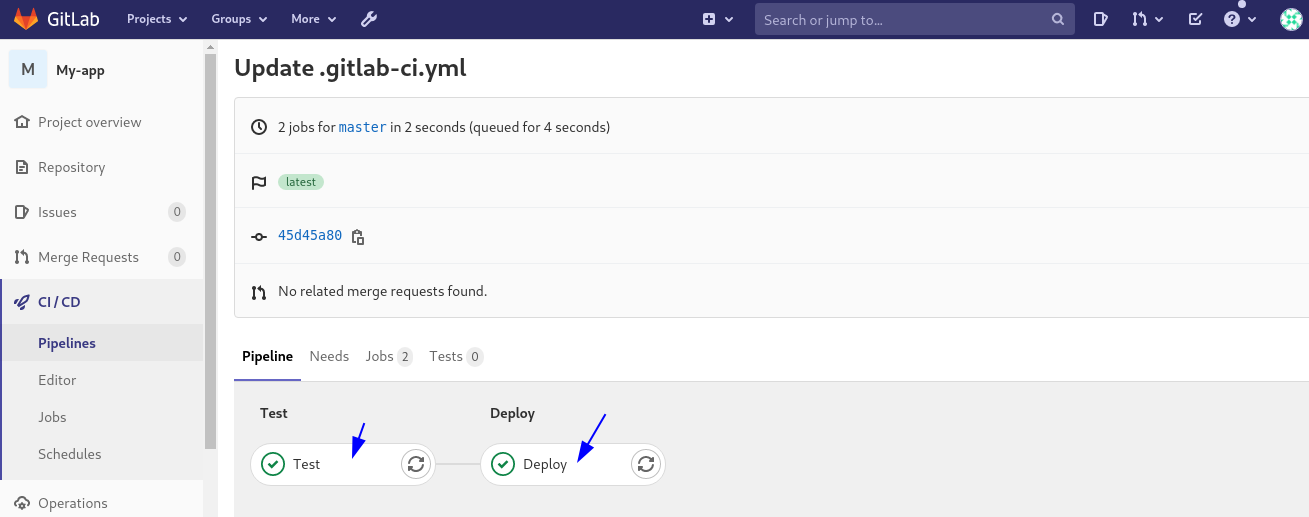 GitLab Projects Groups More Search or jump to...
M My-app
Project overview
Repository
Issues 0
Merge Requests 0
CI / CD
Pipelines
Editor
Jobs
Schedules
Operations
Update .gitlab-ci.yml
2 jobs for master in 2 seconds (queued for 4 seconds)
latest
45d45a80
No related merge requests found.
Pipeline Needs Jobs 2 Tests 0
Test Deploy
Test Deploy